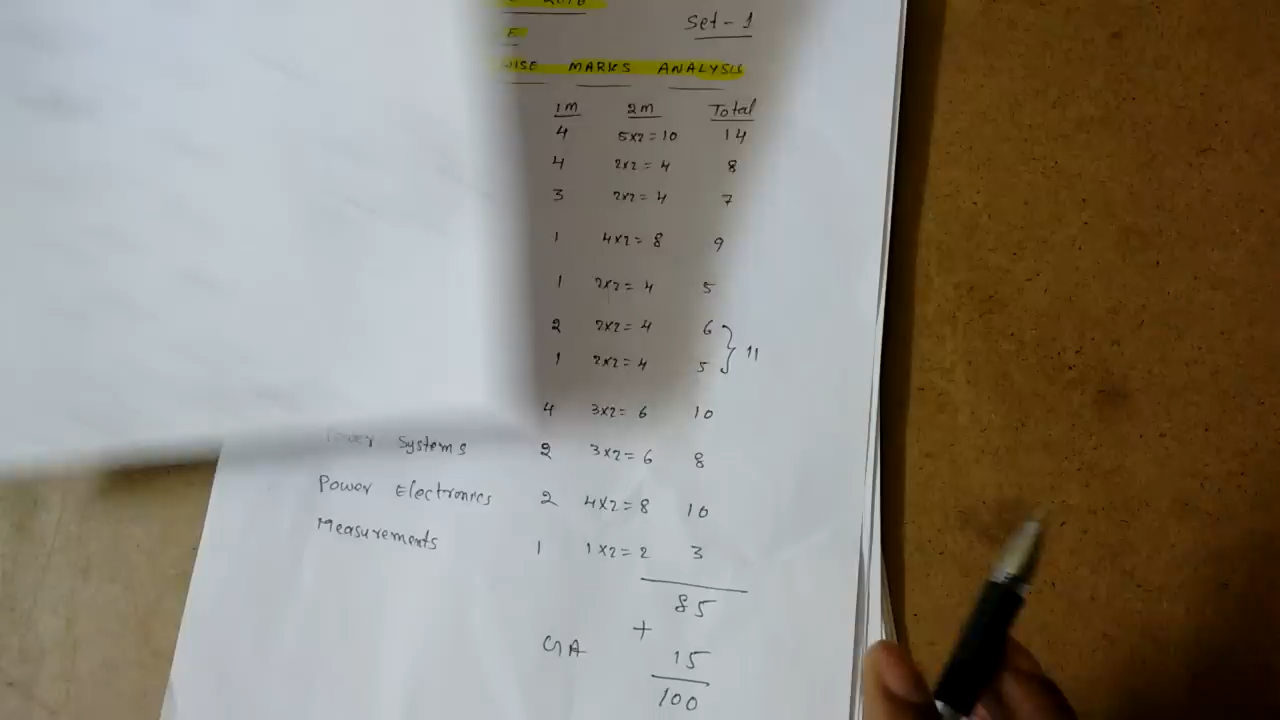 2016
Set - 1
E
WISE MARKS ANALYSIS
1M 2M Total
4 5x2=10 14
4 2x2=4 8
3 2x2=4 7
1 4x2=8 9
1 2x2=4 5
2 2x2=4 6
1 2x2=4 5 } 11
4 3x2=6 10
Power Systems 2 3x2=6 8
Power Electronics 2 4x2=8 10
Measurements 1 1x2=2 3
85
+
GA 15
100